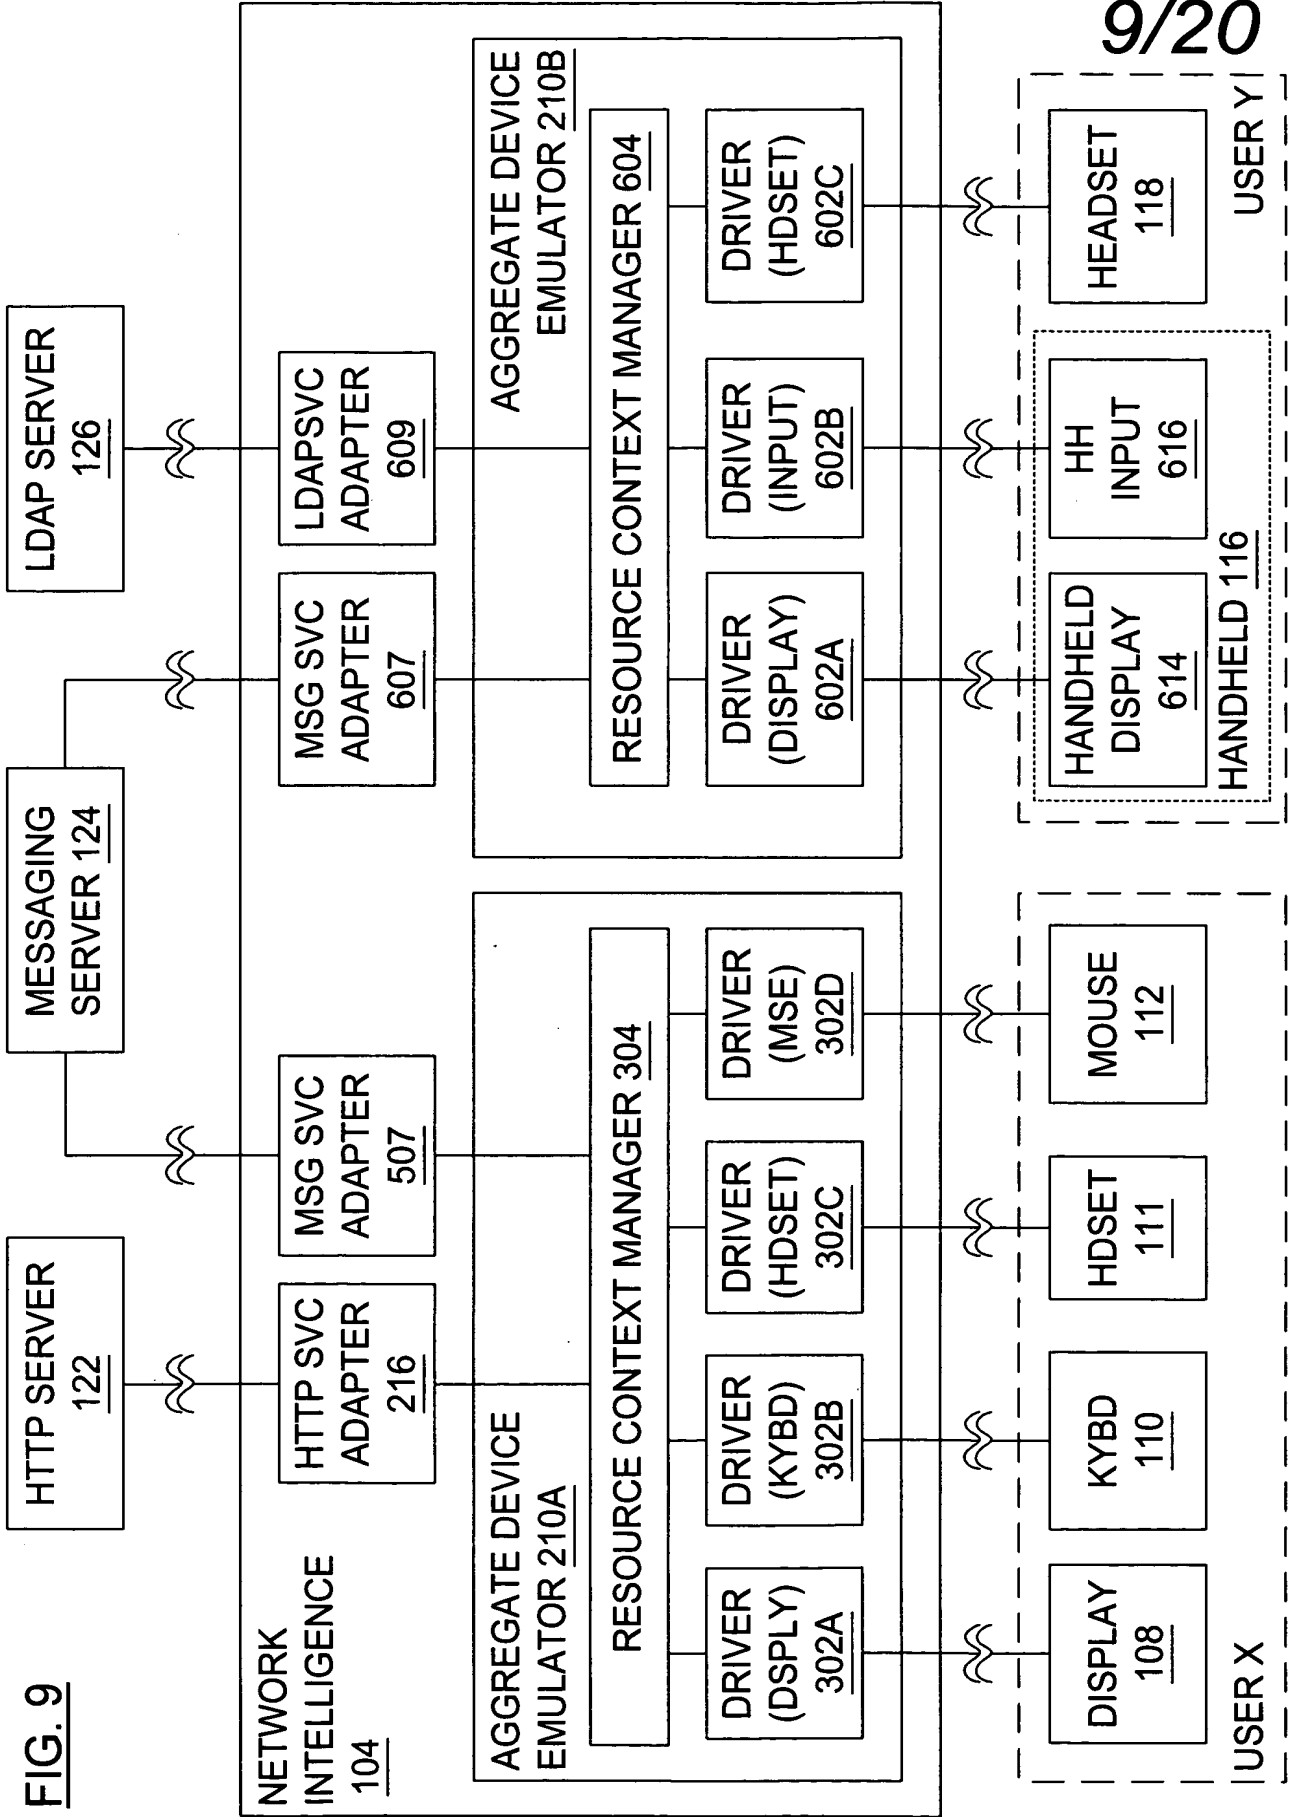 9/20
FIG. 9
HTTP SERVER
122
MESSAGING
SERVER 124
LDAP SERVER
126
NETWORK
INTELLIGENCE
104
HTTP SVC
ADAPTER
216
MSG SVC
ADAPTER
507
MSG SVC
ADAPTER
607
LDAPSVC
ADAPTER
609
AGGREGATE DEVICE
EMULATOR 210A
RESOURCE CONTEXT MANAGER 304
DRIVER
(DSPLY)
302A
DRIVER
(KYBD)
302B
DRIVER
(HDSET)
302C
DRIVER
(MSE)
302D
AGGREGATE DEVICE
EMULATOR 210B
RESOURCE CONTEXT MANAGER 604
DRIVER
(DISPLAY)
602A
DRIVER
(INPUT)
602B
DRIVER
(HDSET)
602C
DISPLAY
108
KYBD
110
HDSET
111
MOUSE
112
USER X
HANDHELD
DISPLAY
614
HH
INPUT
616
HANDHELD 116
HEADSET
118
USER Y